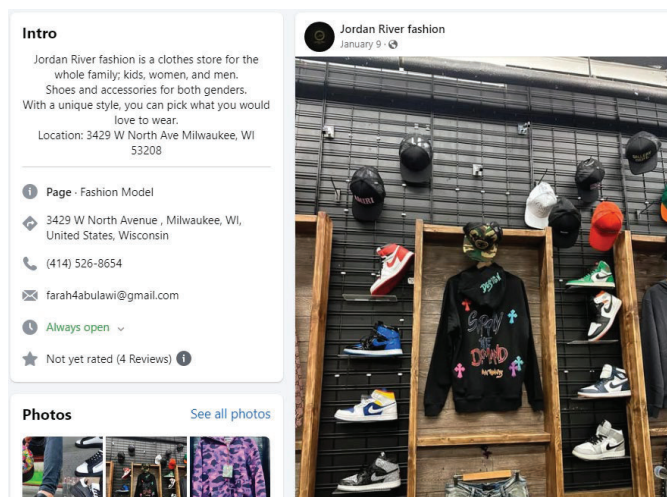 Intro
Jordan River fashion is a clothes store for the
whole family; kids, women, and men.
Shoes and accessories for both genders.
With a unique style, you can pick what you would
love to wear.
Location: 3429 W North Ave Milwaukee, WI
53208
Page · Fashion Model
3429 W North Avenue , Milwaukee, WI,
United States, Wisconsin
(414) 526-8654
farah4abulawi@gmail.com
Always open
Not yet rated (4 Reviews)
Photos
See all photos
Jordan River fashion
January 9 ·
AMIRI